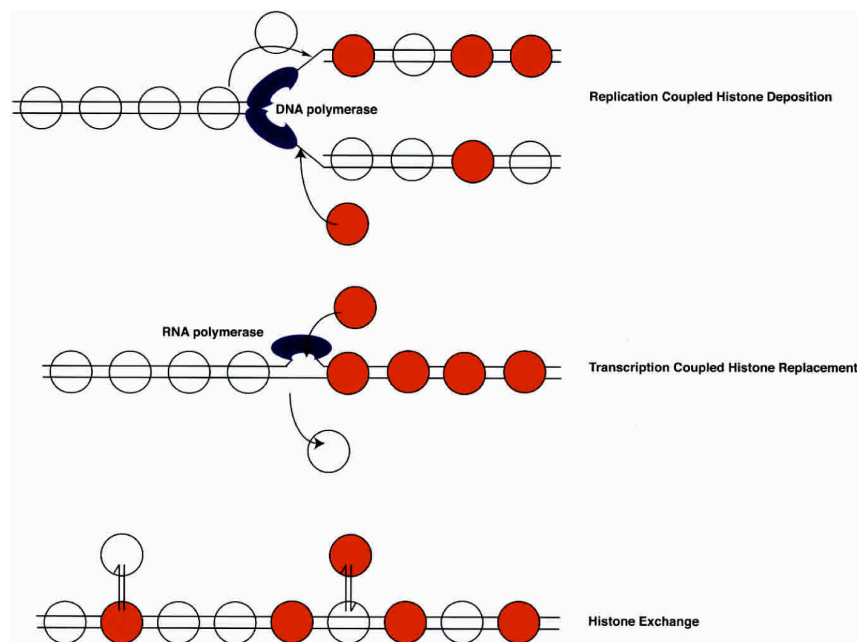 DNA polymerase
Replication Coupled Histone Deposition
RNA polymerase
Transcription Coupled Histone Replacement
Histone Exchange